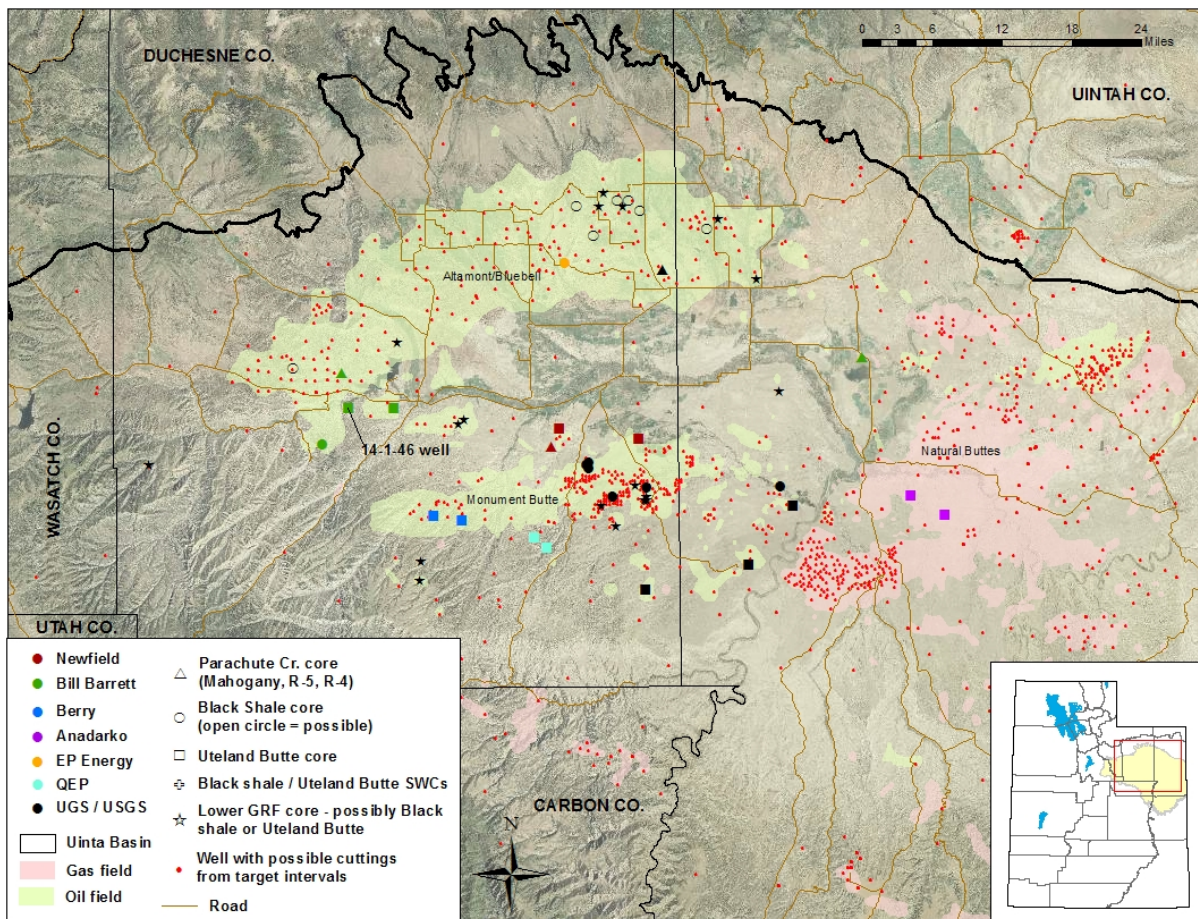 DUCHESNE CO.
0 3 6 12 18 24
Miles
UINTAH CO.
Altamont/Bluebell
14-1-46 well
WASATCH CO.
Natural Buttes
Monument Butte
UTAH CO.
Newfield
Bill Barrett
Berry
Anadarko
EP Energy
QEP
UGS / USGS
Uinta Basin
Gas field
Oil field
Parachute Cr. core
(Mahogany, R-5, R-4)
Black Shale core
(open circle = possible)
Uteland Butte core
Black shale / Uteland Butte SWCs
Lower GRF core - possibly Black
shale or Uteland Butte
Well with possible cuttings
from target intervals
Road
CARBON CO.
N